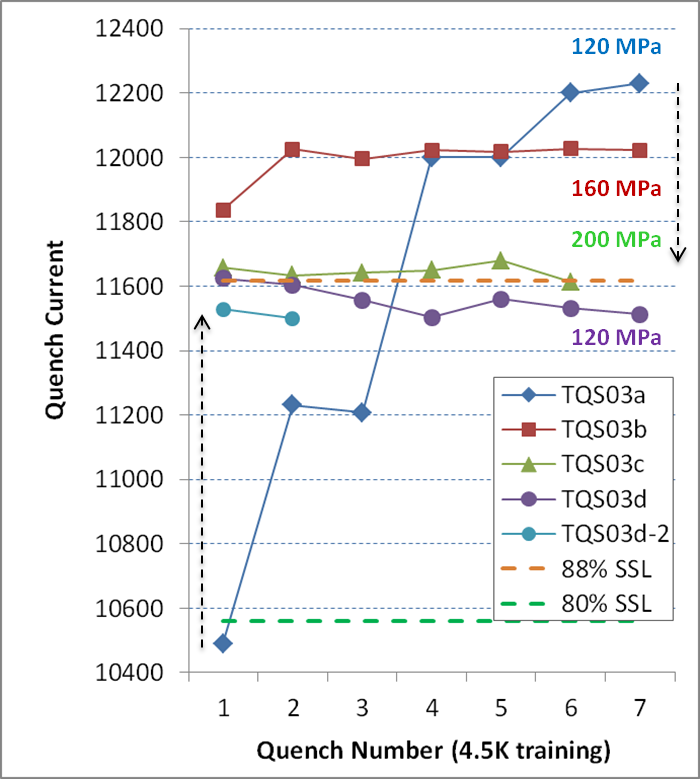 12400
12200
12000
11800
11600
11400
11200
11000
10800
10600
10400
Quench Current
120 MPa
160 MPa
200 MPa
120 MPa
TQS03a
TQS03b
TQS03c
TQS03d
TQS03d-2
88% SSL
80% SSL
1 2 3 4 5 6 7
Quench Number (4.5K training)